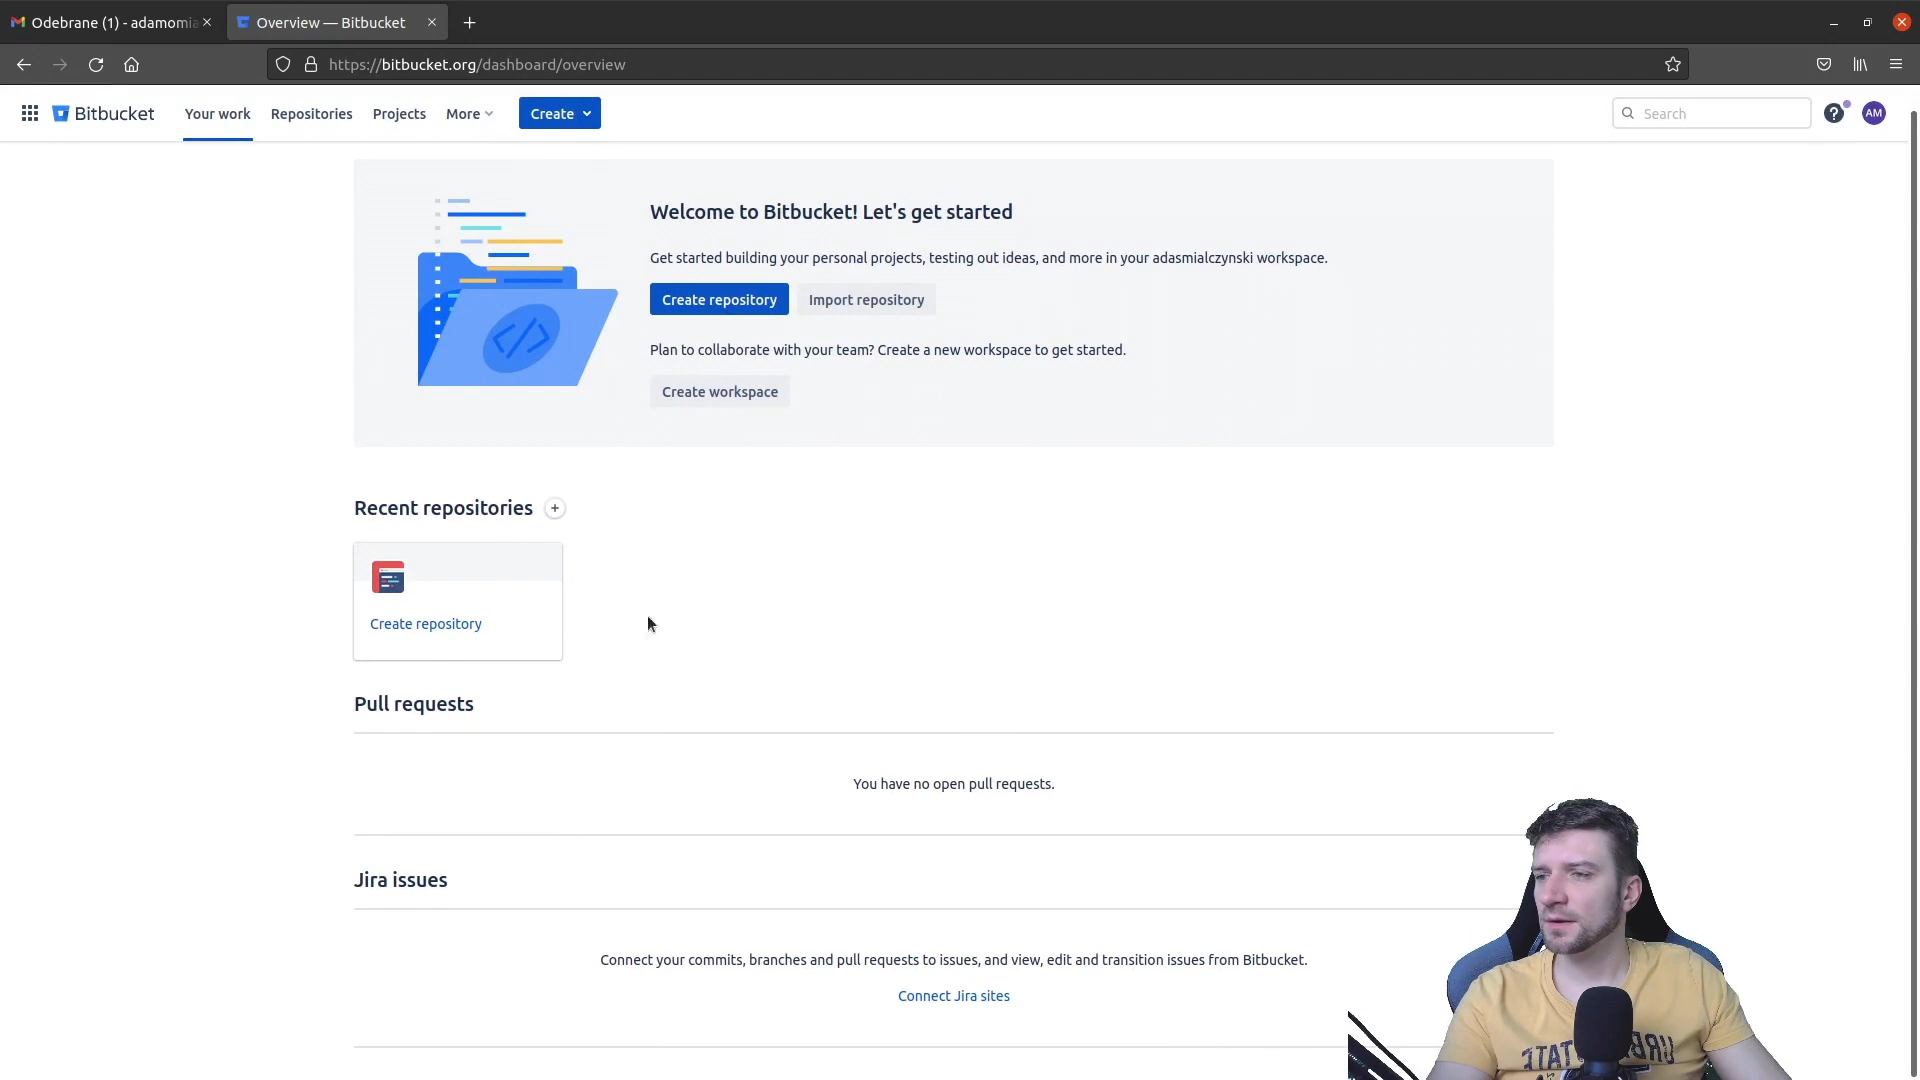 Odebrane (1) - adamomia
Overview — Bitbucket
https://bitbucket.org/dashboard/overview
Bitbucket
Your work
Repositories
Projects
More
Create
Search
AM
Welcome to Bitbucket! Let's get started
Get started building your personal projects, testing out ideas, and more in your adasmialczynski workspace.
Create repository
Import repository
Plan to collaborate with your team? Create a new workspace to get started.
Create workspace
Recent repositories
Create repository
Pull requests
You have no open pull requests.
Jira issues
Connect your commits, branches and pull requests to issues, and view, edit and transition issues from Bitbucket.
Connect Jira sites